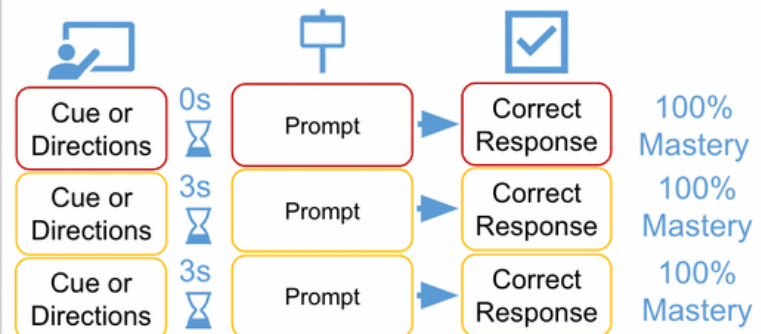 Cue or
Directions
0s
Prompt
Correct
Response
100%
Mastery
Cue or
Directions
3s
Prompt
Correct
Response
100%
Mastery
Cue or
Directions
3s
Prompt
Correct
Response
100%
Mastery